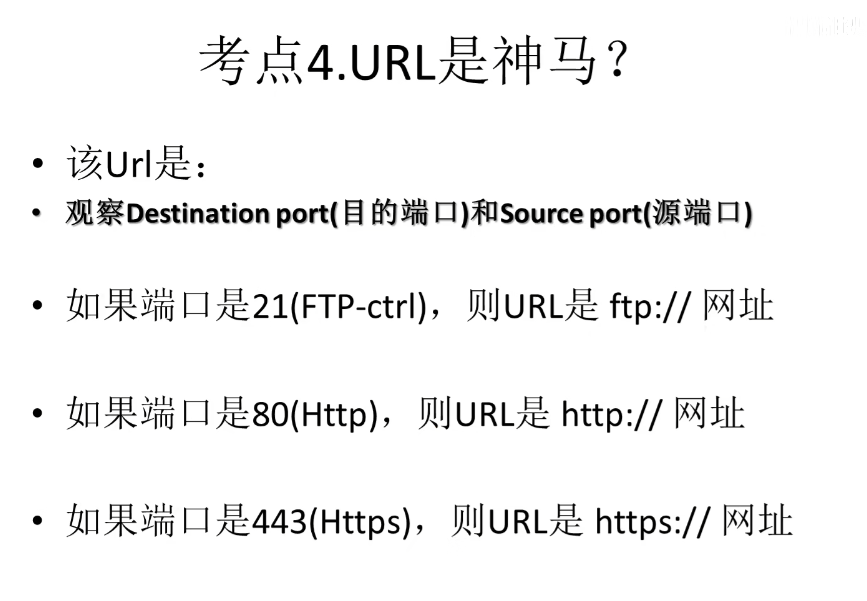 考点4.URL是神马？
• 该Url是：
• 观察Destination port(目的端口)和Source port(源端口)
• 如果端口是21(FTP-ctrl)，则URL是 ftp:// 网址
• 如果端口是80(Http)，则URL是 http:// 网址
• 如果端口是443(Https)，则URL是 https:// 网址